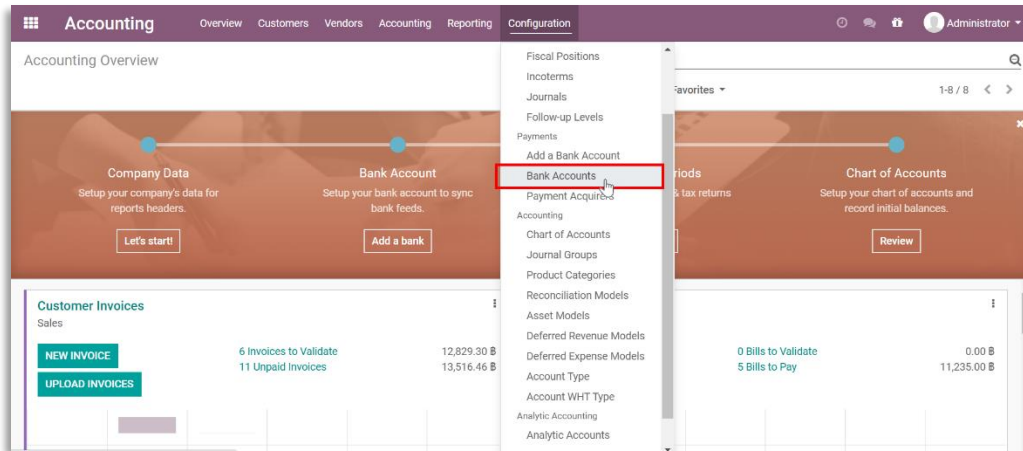 Accounting Overview Customers Vendors Accounting Reporting Configuration Administrator
Accounting Overview
Favorites
1-8 / 8
Fiscal Positions
Incoterms
Journals
Follow-up Levels
Payments
Add a Bank Account
Bank Accounts
Payment Acquirers
Accounting
Chart of Accounts
Journal Groups
Product Categories
Reconciliation Models
Asset Models
Deferred Revenue Models
Deferred Expense Models
Account Type
Account WHT Type
Analytic Accounting
Analytic Accounts
Company Data
Setup your company's data for
reports headers.
Let's start!
Bank Account
Setup your bank account to sync
bank feeds.
Add a bank
riods
& tax returns
Chart of Accounts
Setup your chart of accounts and
record initial balances.
Review
Customer Invoices
Sales
NEW INVOICE
UPLOAD INVOICES
6 Invoices to Validate 12,829.30 ฿
11 Unpaid Invoices 13,516.46 ฿
0 Bills to Validate 0.00 ฿
5 Bills to Pay 11,235.00 ฿